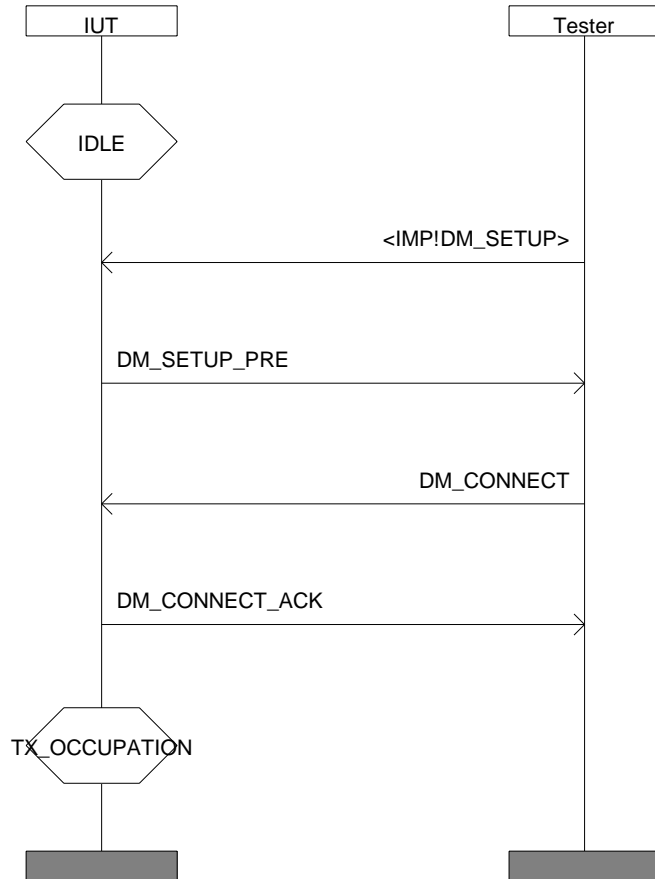 IUT
Tester
IDLE
<IMP!DM_SETUP>
DM_SETUP_PRE
DM_CONNECT
DM_CONNECT_ACK
TX_OCCUPATION